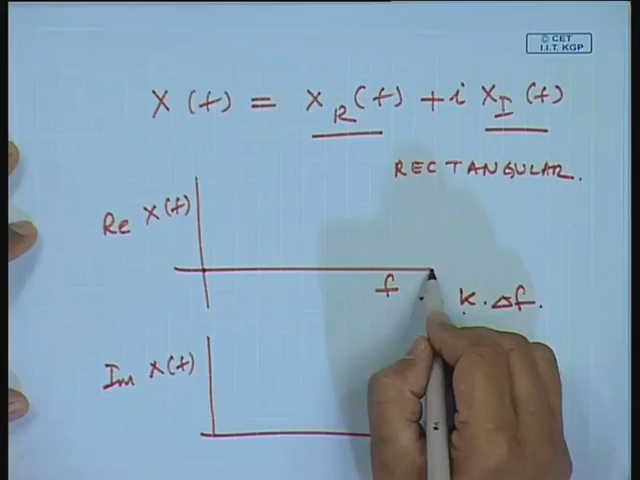 © CET
I.I.T. KGP
X (f) = X_R (f) + i X_I (f)
RECTANGULAR.
Re X(f)
f
k. Δf.
Im X(f)